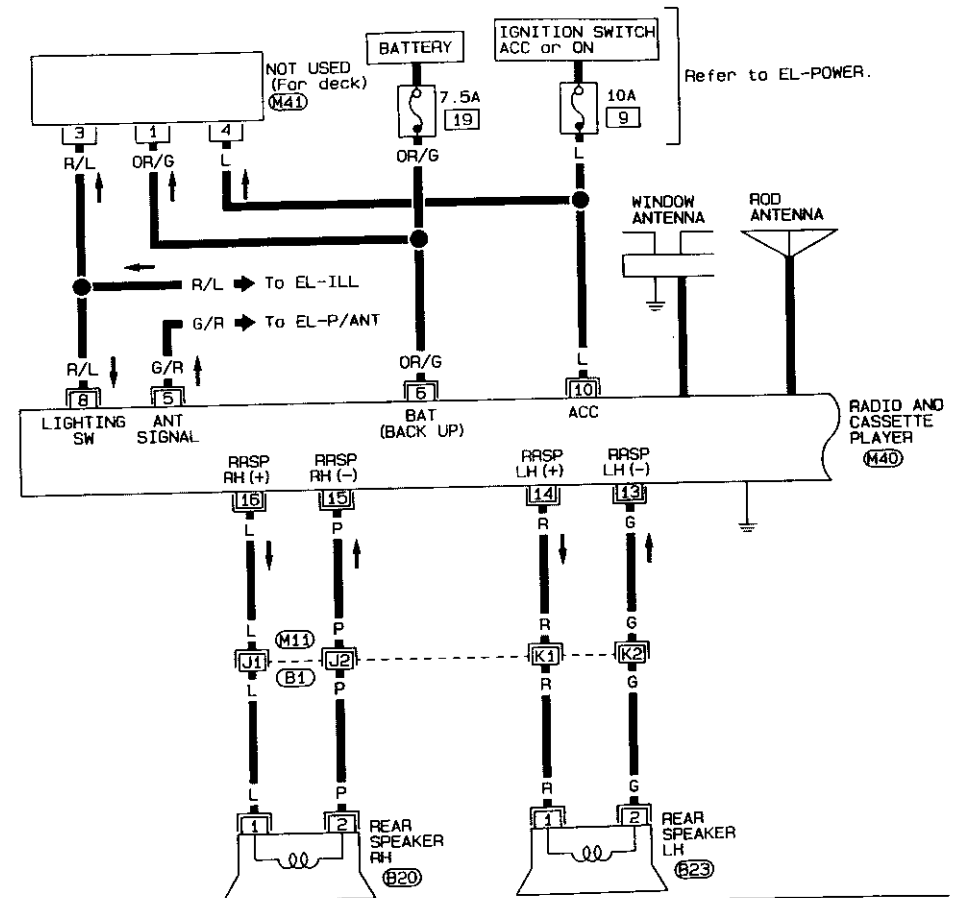 BATTERY
IGNITION SWITCH
ACC or ON
Refer to EL-POWER.
NOT USED
(For deck)
M41
7.5A
19
10A
9
3
1
4
R/L
OR/G
L
OR/G
L
WINDOW
ANTENNA
ROD
ANTENNA
R/L To EL-ILL
G/R To EL-P/ANT
R/L
G/R
OR/G
L
8
5
6
10
LIGHTING
SW
ANT
SIGNAL
BAT
(BACK UP)
ACC
RADIO AND
CASSETTE
PLAYER
M40
RRSP
RH (+)
RRSP
RH (-)
RRSP
LH (+)
RRSP
LH (-)
16
15
14
13
L
P
R
G
L
P
R
G
M11
J1
J2
K1
K2
B1
L
P
R
G
L
P
R
G
1
2
1
2
REAR
SPEAKER
RH
B20
REAR
SPEAKER
LH
B23